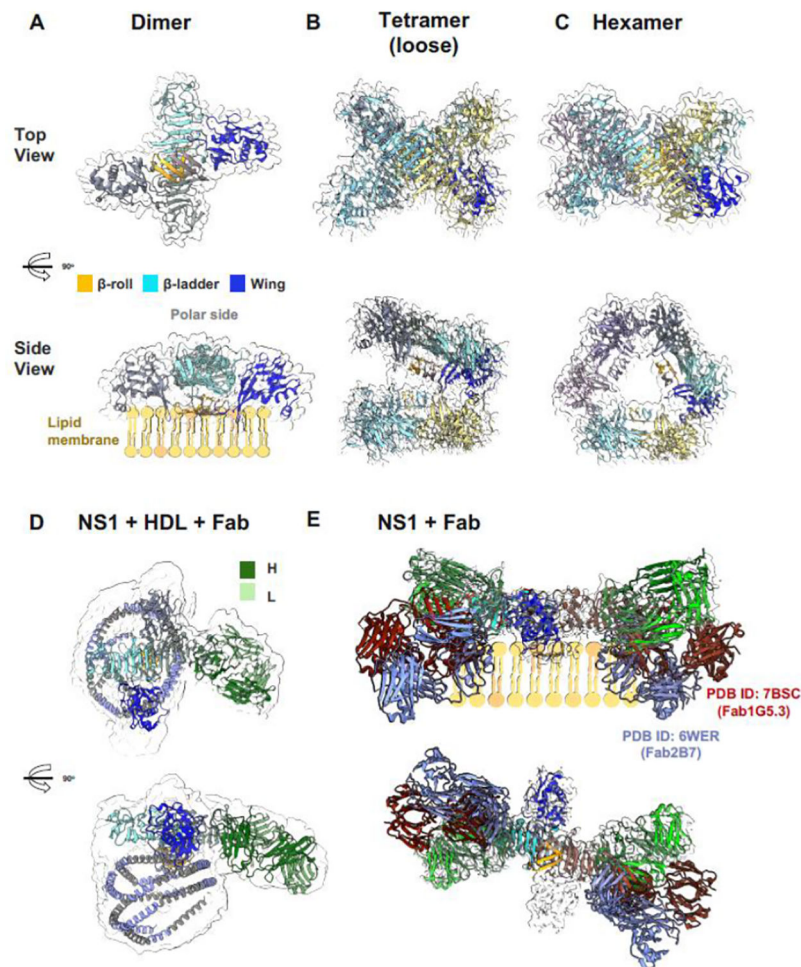 A Dimer
B Tetramer
(loose)
C Hexamer
Top
View
90°
β-roll β-ladder Wing
Polar side
Side
View
Lipid
membrane
D NS1 + HDL + Fab
H
L
E NS1 + Fab
PDB ID: 7BSC
(Fab1G5.3)
PDB ID: 6WER
(Fab2B7)
90°